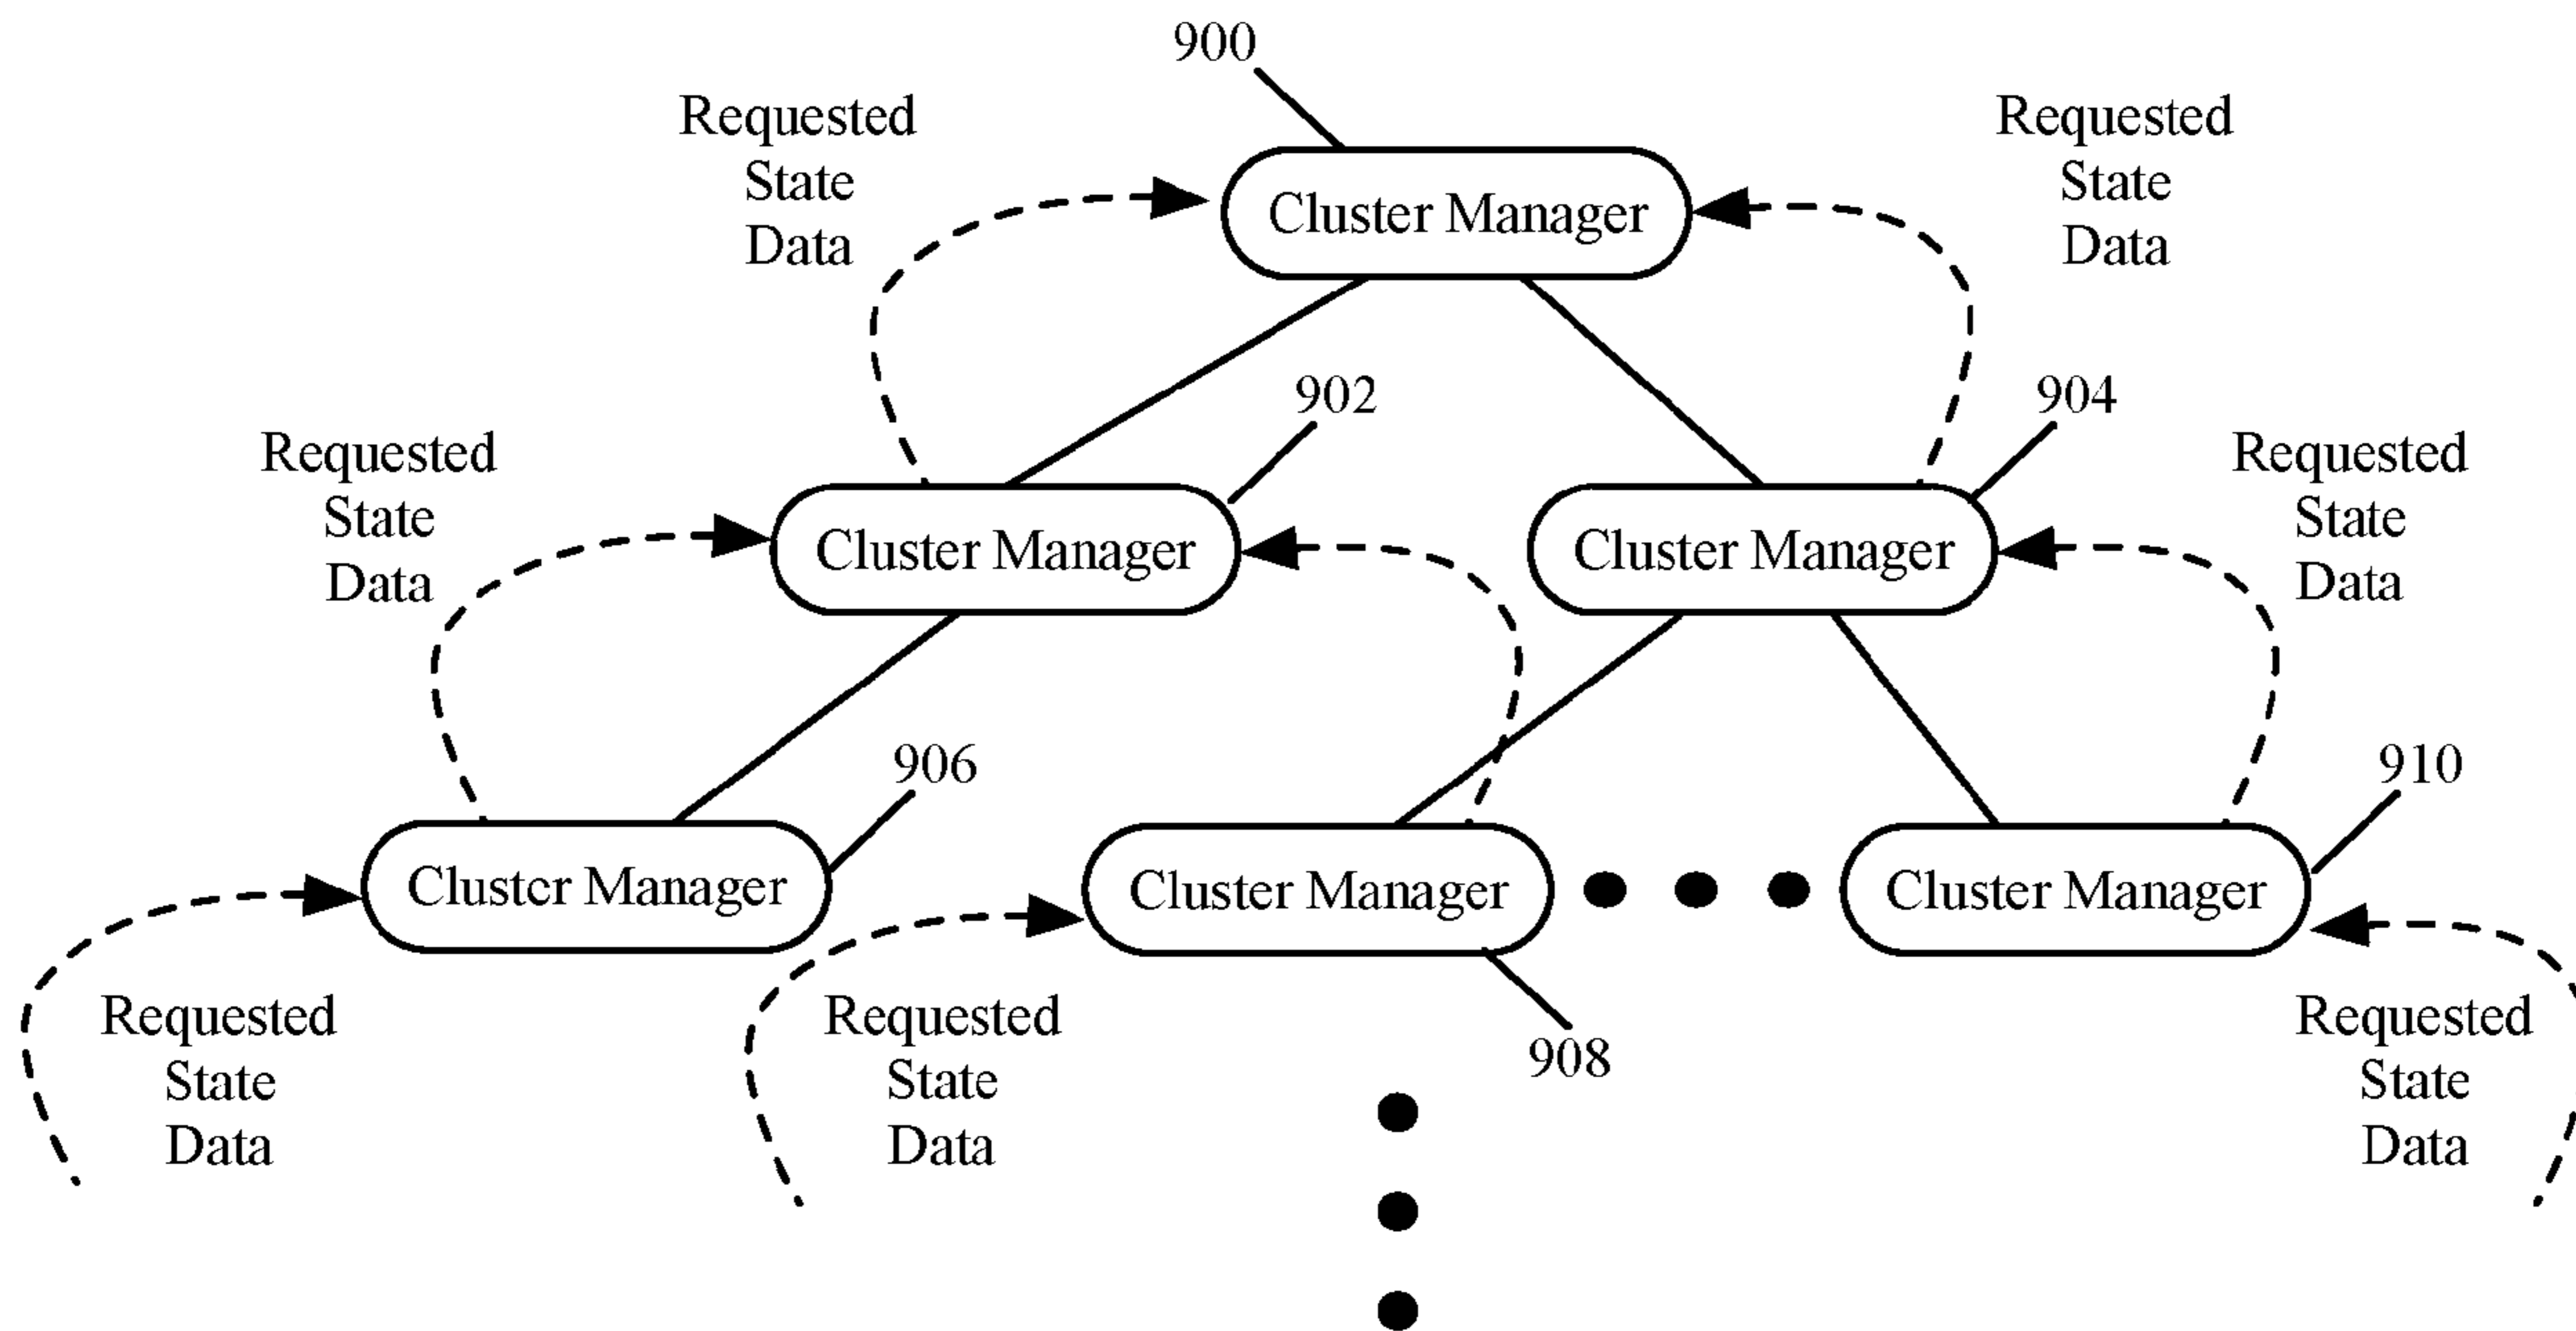 900
Requested
State
Data
Requested
State
Data
Cluster Manager
902
904
Requested
State
Data
Requested
State
Data
Cluster Manager
Cluster Manager
906
910
Cluster Manager
Cluster Manager
Cluster Manager
Requested
State
Data
Requested
State
Data
908
Requested
State
Data